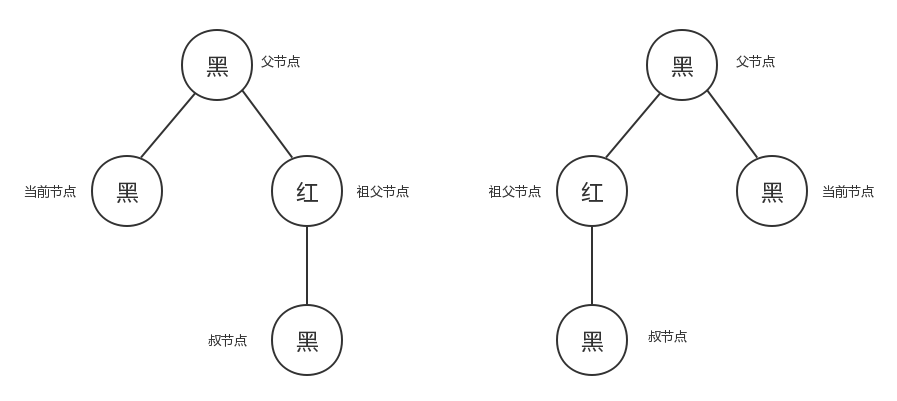 黑 父节点
当前节点 黑 红 祖父节点
叔节点 黑
黑 父节点
祖父节点 红 黑 当前节点
黑 叔节点